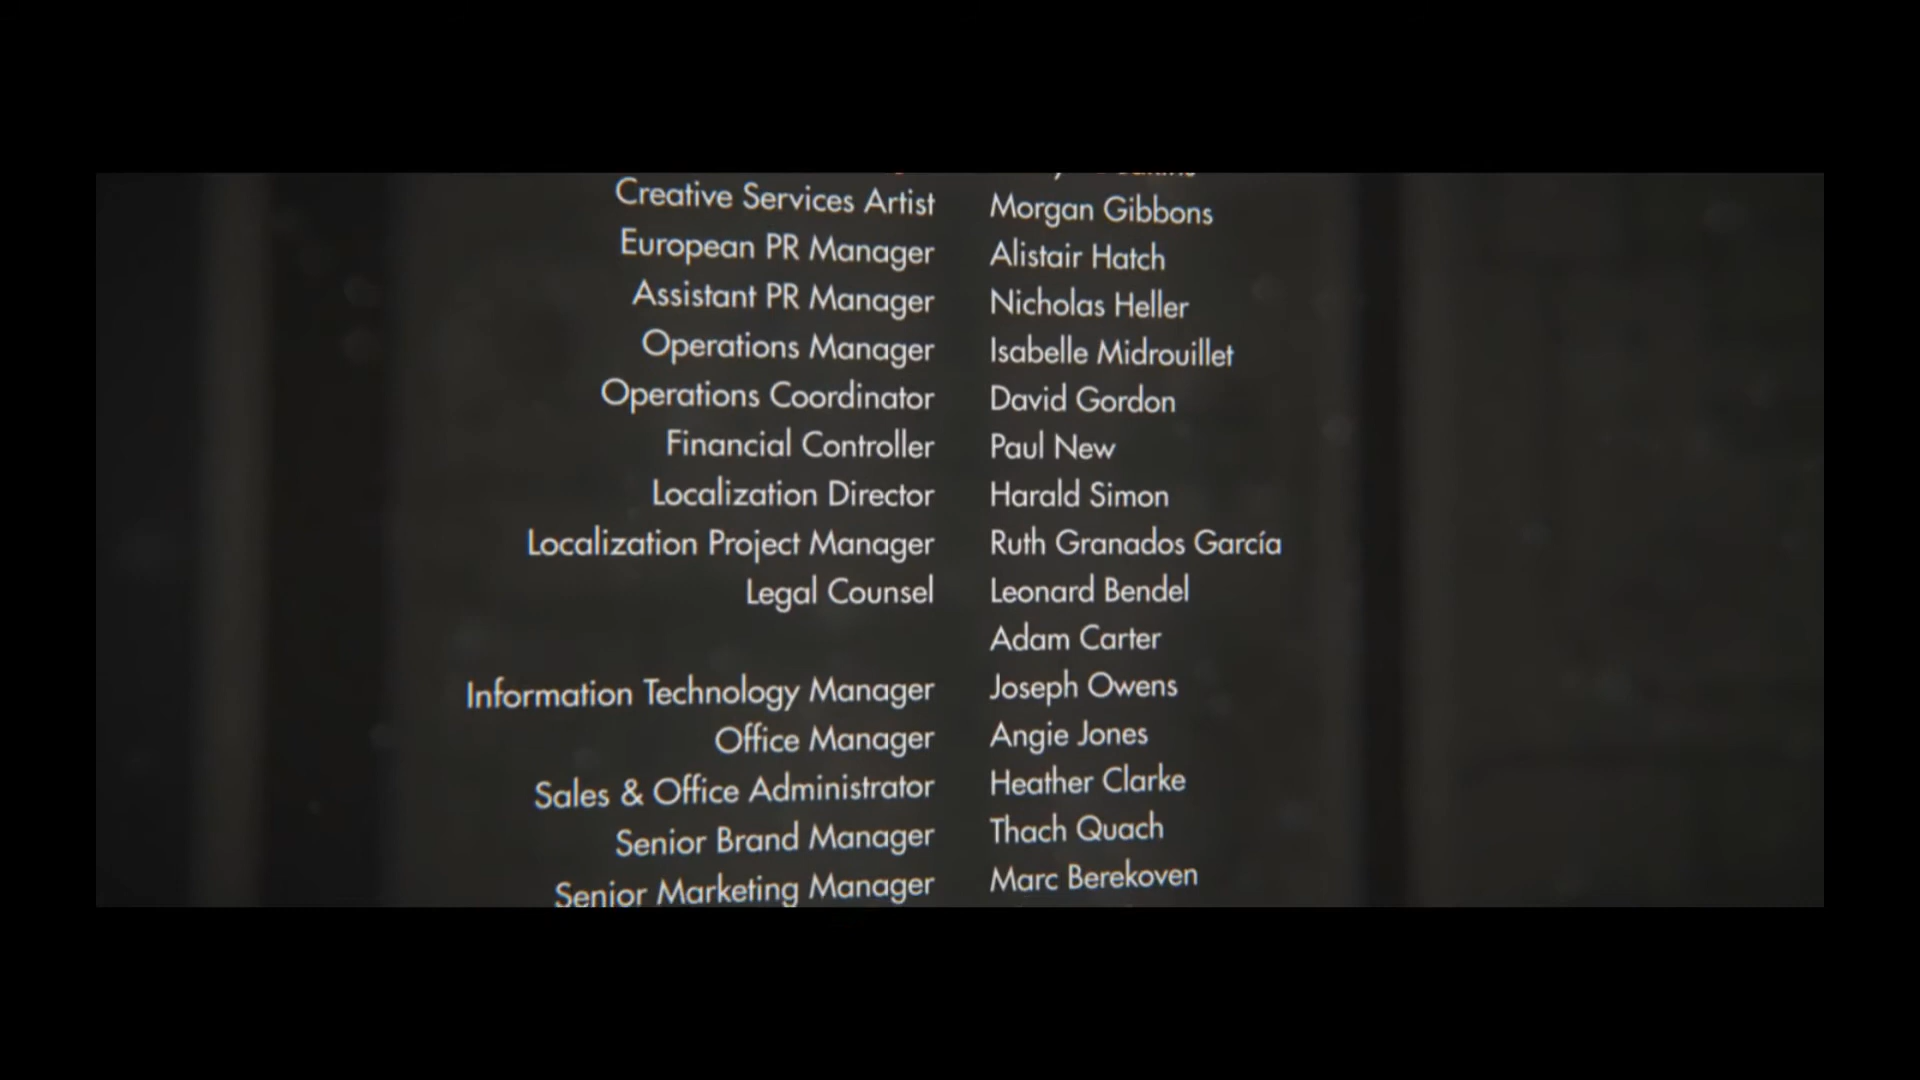 Creative Services Artist Morgan Gibbons
European PR Manager Alistair Hatch
Assistant PR Manager Nicholas Heller
Operations Manager Isabelle Midrouillet
Operations Coordinator David Gordon
Financial Controller Paul New
Localization Director Harald Simon
Localization Project Manager Ruth Granados García
Legal Counsel Leonard Bendel
Adam Carter
Information Technology Manager Joseph Owens
Office Manager Angie Jones
Sales & Office Administrator Heather Clarke
Senior Brand Manager Thach Quach
Senior Marketing Manager Marc Berekoven